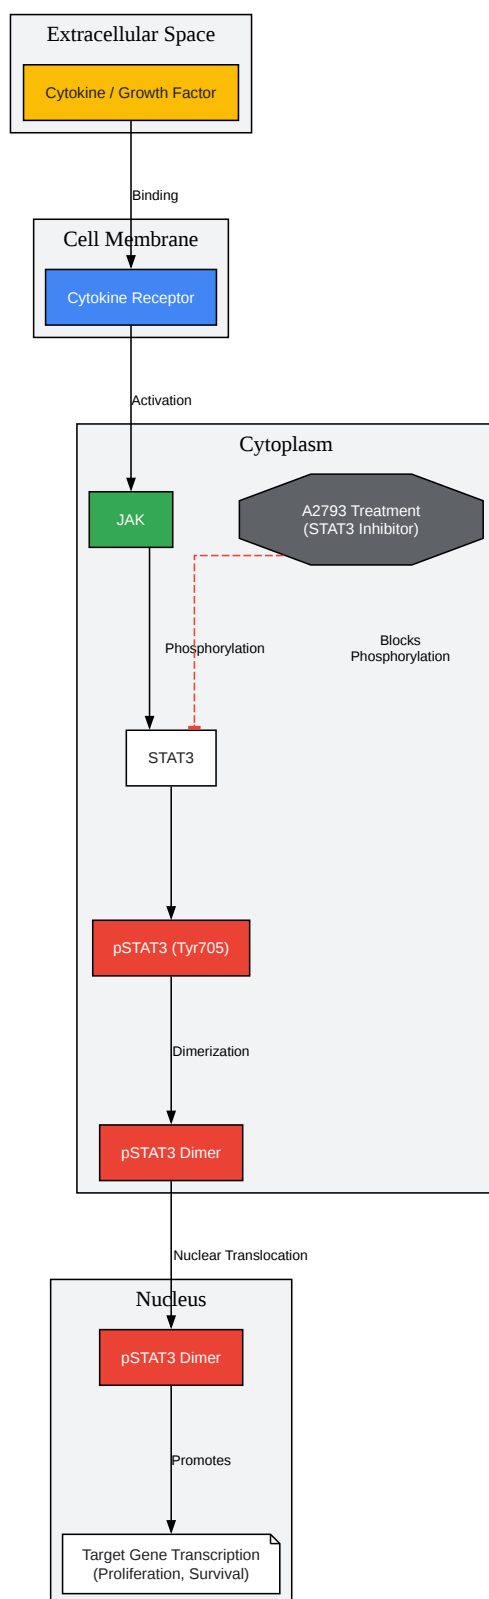 Extracellular Space
Cytokine / Growth Factor
Binding
Cell Membrane
Cytokine Receptor
Activation
Cytoplasm
JAK
A2793 Treatment
(STAT3 Inhibitor)
Phosphorylation
Blocks
Phosphorylation
STAT3
pSTAT3 (Tyr705)
Dimerization
pSTAT3 Dimer
Nuclear Translocation
Nucleus
pSTAT3 Dimer
Promotes
Target Gene Transcription
(Proliferation, Survival)